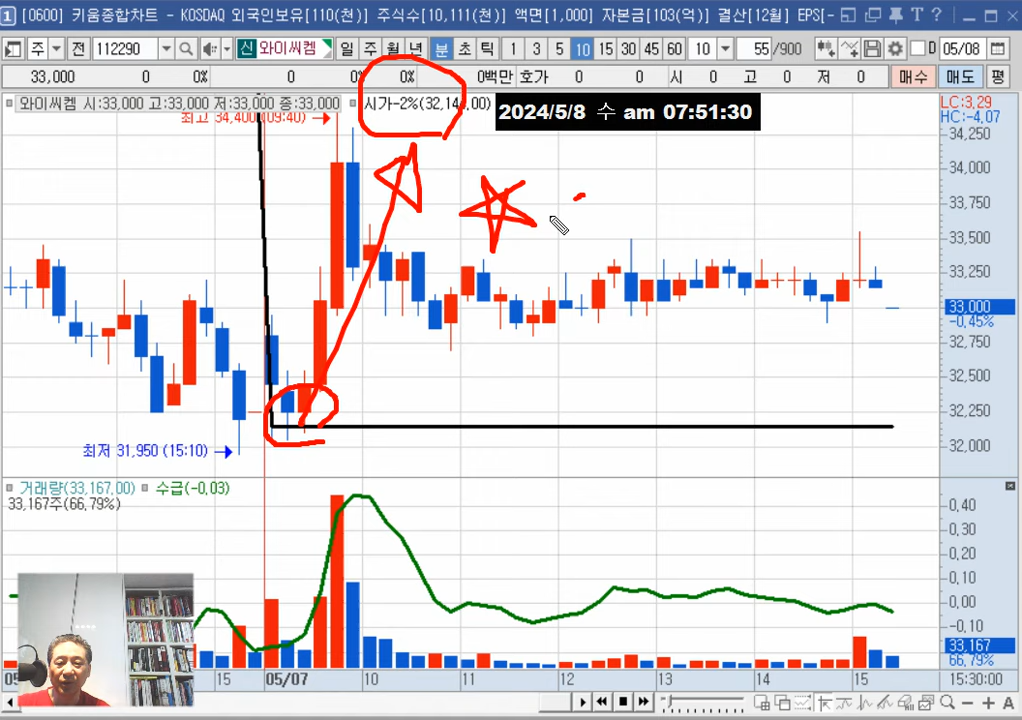 1 [0600] 키움종합차트 - KOSDAQ 외국인보유[110(천)] 주식수[10,111(천)] 액면[1,000] 자본금[103(억)] 결산[12월] EPS[-
주 전 112290 신 와이씨켐 일 주 월 년 분 초 틱 1 3 5 10 15 30 45 60 10 55 /900 D 05/08
33,000 0 0% 0 0% 0% 0백만 호가 0 0 시 0 고 0 저 0 매수 매도 평
와이씨켐 시:33,000 고:33,000 저:33,000 종:33,000 시가-2%(32,14
2024/5/8 수 am 07:51:30
LC:3,29
HC:-4,07
최고 34,400 (09:40)
34,250
34,000
33,750
33,500
33,250
33,000
-0,45%
32,750
32,500
32,250
32,000
최저 31,950 (15:10)
거래량(33,167,00) 수급(-0,03)
33,167주(66,79%)
0,40
0,30
0,20
0,10
0,00
-0,10
33,167
66,79%
15 05/07 10 11 12 13 14 15 15:30:00